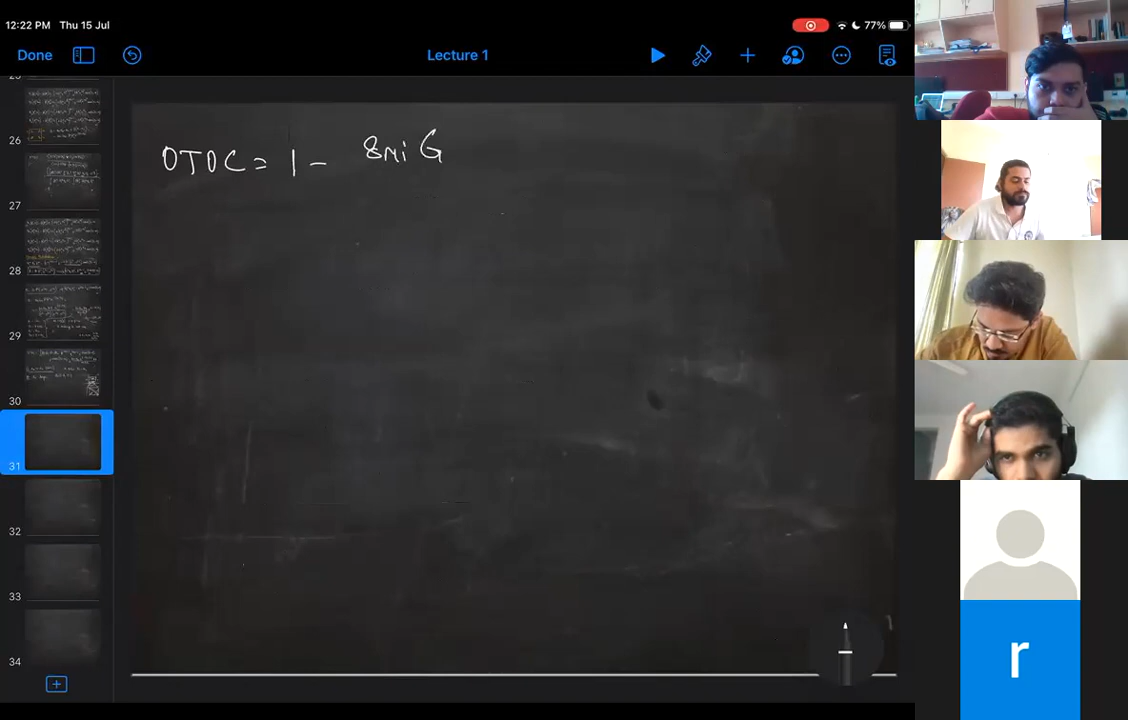 12:22 PM Thu 15 Jul
77%
Done
Lecture 1
OTOC = 1 - 8πi G
26
27
28
29
30
31
32
33
34
r